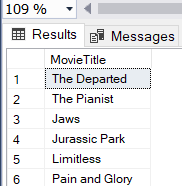 109 %
Results Messages
MovieTitle
1 The Departed
2 The Pianist
3 Jaws
4 Jurassic Park
5 Limitless
6 Pain and Glory